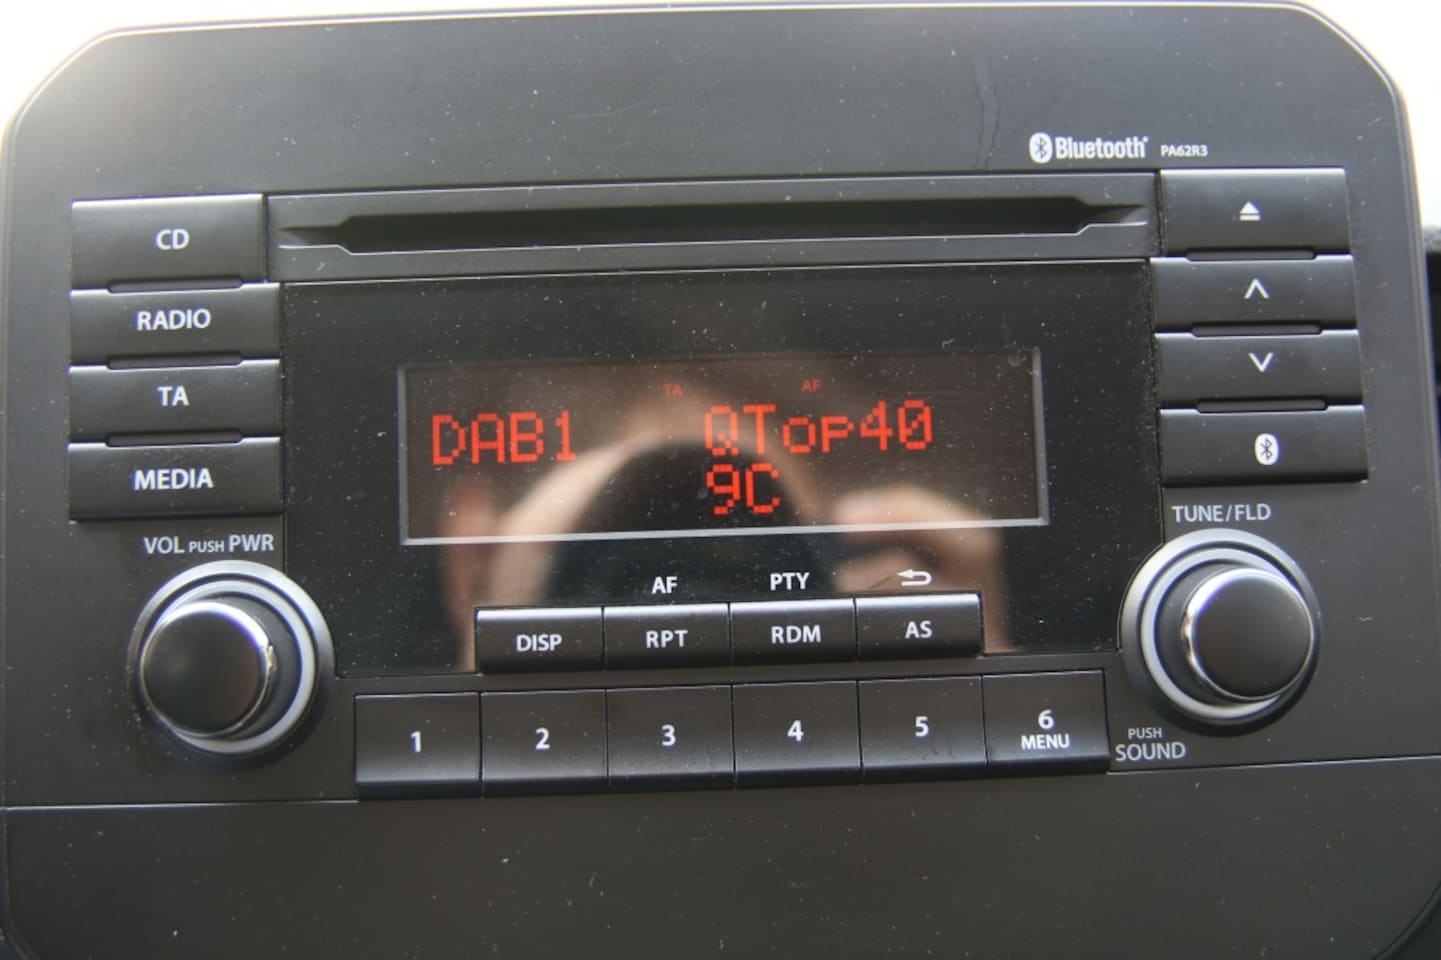 Bluetooth PA62R3
CD
RADIO
TA
MEDIA
VOL PUSH PWR
TA AF
DAB1 QTop40
9C
AF PTY
DISP RPT RDM AS
1 2 3 4 5 6
MENU
TUNE/FLD
PUSH
SOUND